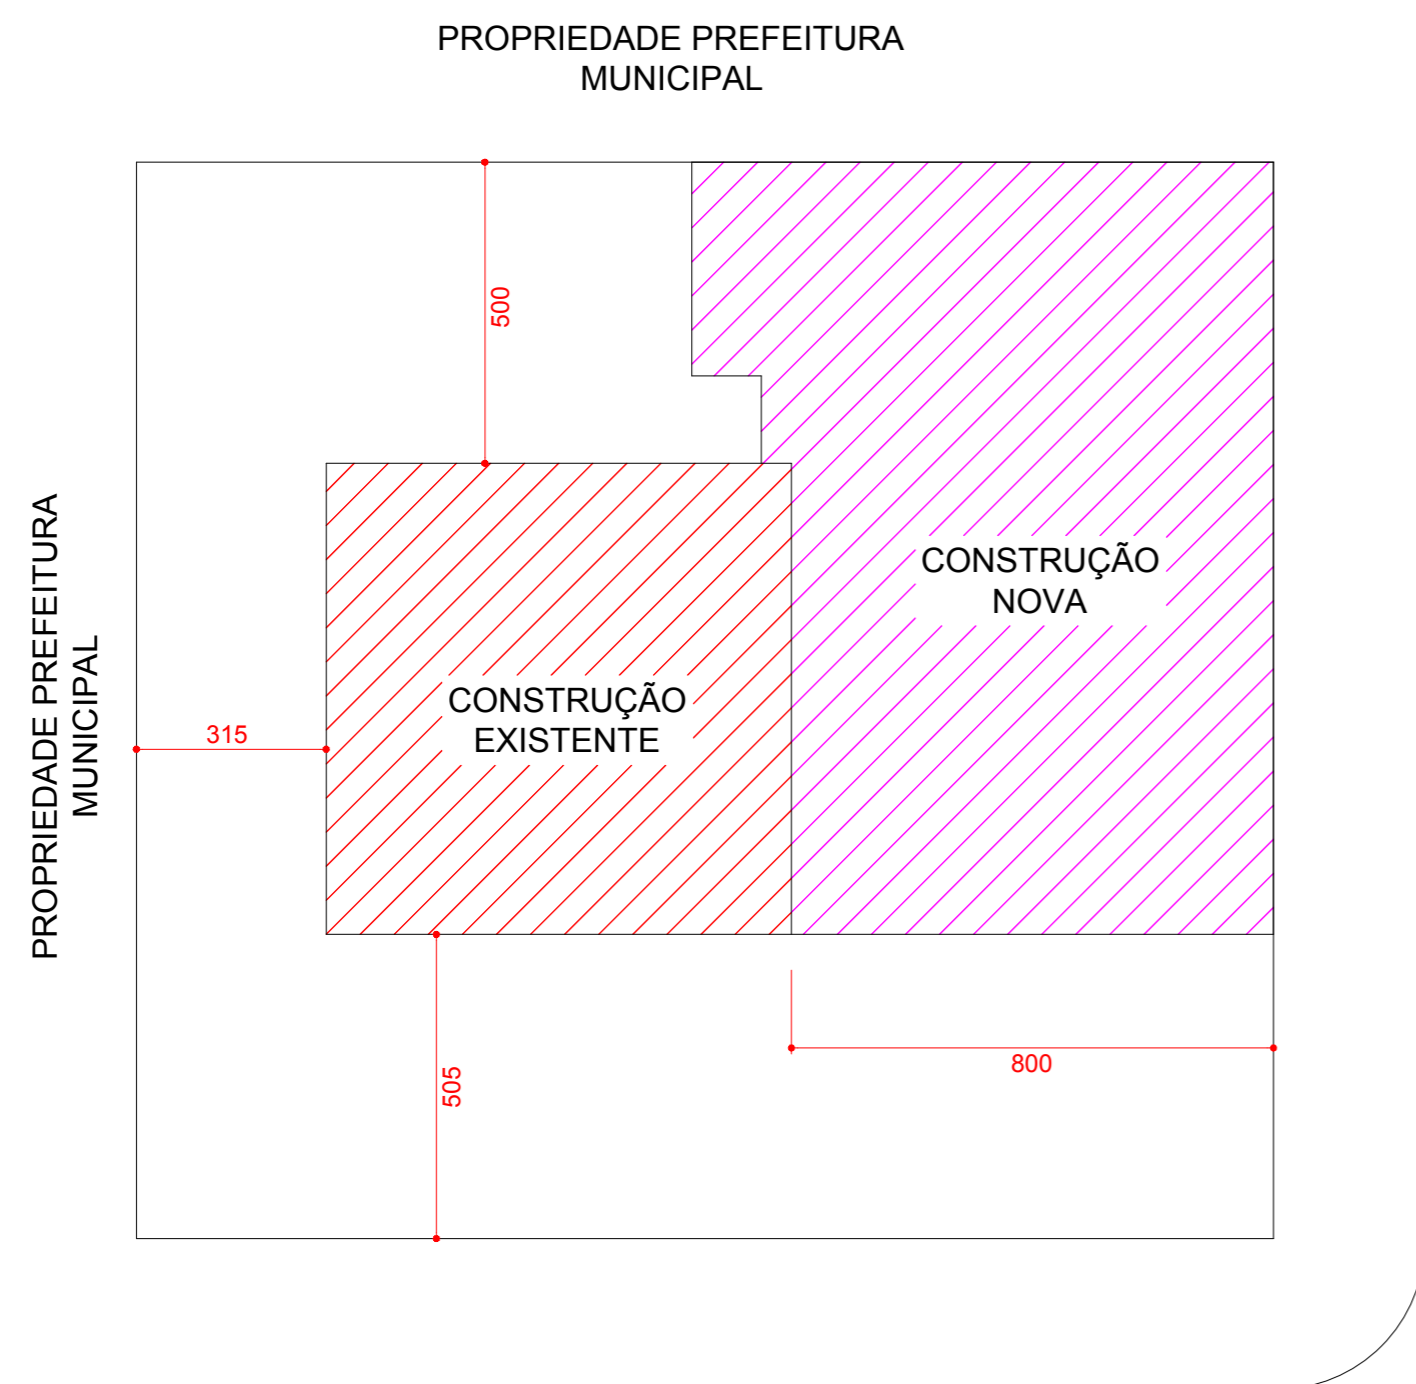 PROPRIEDADE PREFEITURA
MUNICIPAL
500
CONSTRUÇÃO
NOVA
PROPRIEDADE PREFEITURA
MUNICIPAL
CONSTRUÇÃO
EXISTENTE
315
800
505